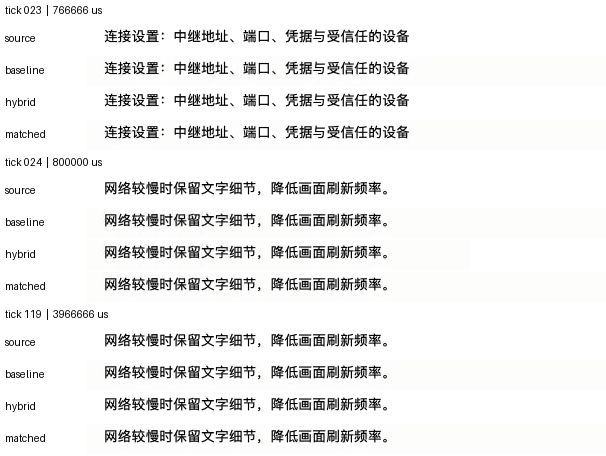 tick 023 | 766666 us
source 连接设置：中继地址、端口、凭据与受信任的设备
baseline 连接设置：中继地址、端口、凭据与受信任的设备
hybrid 连接设置：中继地址、端口、凭据与受信任的设备
matched 连接设置：中继地址、端口、凭据与受信任的设备
tick 024 | 800000 us
source 网络较慢时保留文字细节，降低画面刷新频率。
baseline 网络较慢时保留文字细节，降低画面刷新频率。
hybrid 网络较慢时保留文字细节，降低画面刷新频率。
matched 网络较慢时保留文字细节，降低画面刷新频率。
tick 119 | 3966666 us
source 网络较慢时保留文字细节，降低画面刷新频率。
baseline 网络较慢时保留文字细节，降低画面刷新频率。
hybrid 网络较慢时保留文字细节，降低画面刷新频率。
matched 网络较慢时保留文字细节，降低画面刷新频率。